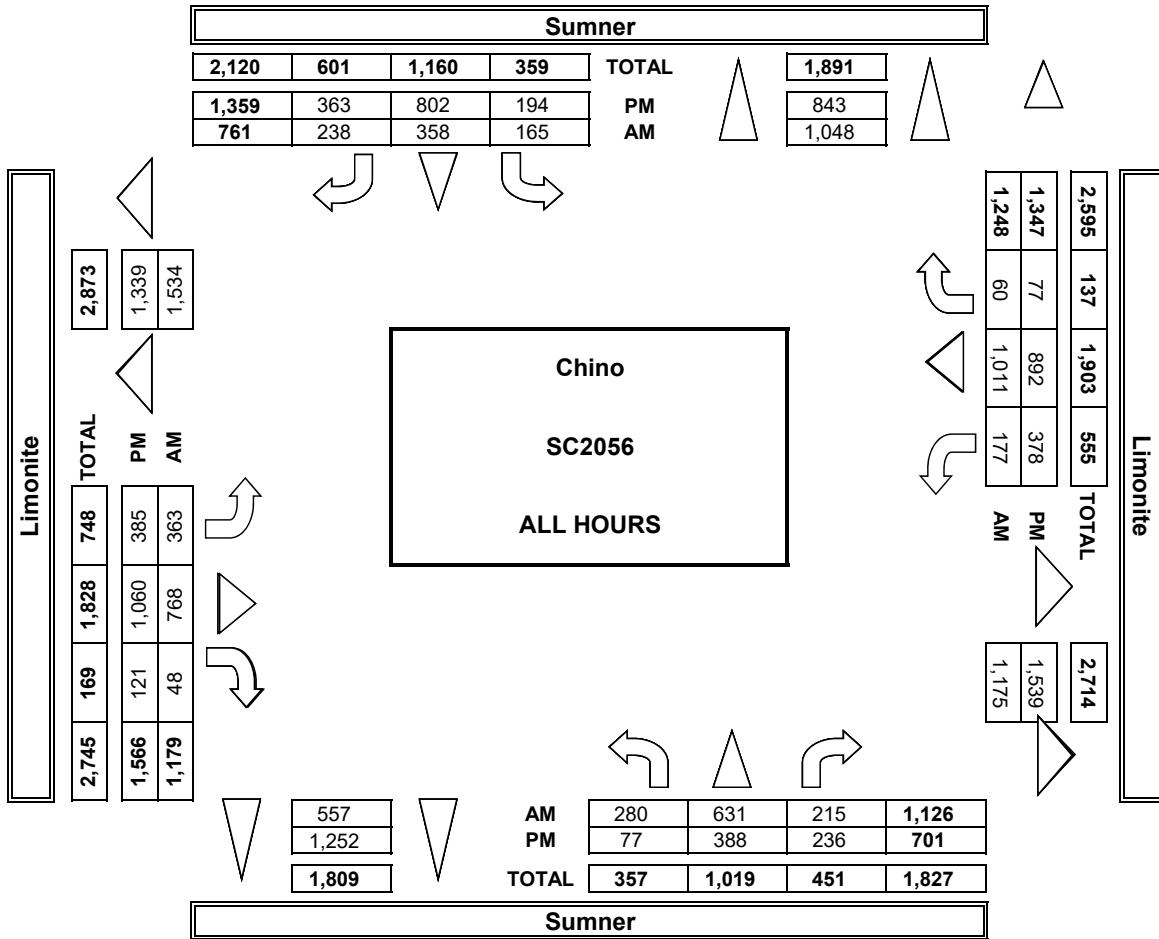 Sumner
2,120 601 1,160 359 TOTAL 1,891
1,359 363 802 194 PM 843
761 238 358 165 AM 1,048
Limonite
2,873
1,339
1,534
TOTAL 748 1,828 169 2,745
PM 385 1,060 121 1,566
AM 363 768 48 1,179
Chino
SC2056
ALL HOURS
2,595 137 1,903 555 TOTAL 2,714
1,347 77 892 378 PM 1,539
1,248 60 1,011 177 AM 1,175
Limonite
557 AM 280 631 215 1,126
1,252 PM 77 388 236 701
1,809 TOTAL 357 1,019 451 1,827
Sumner